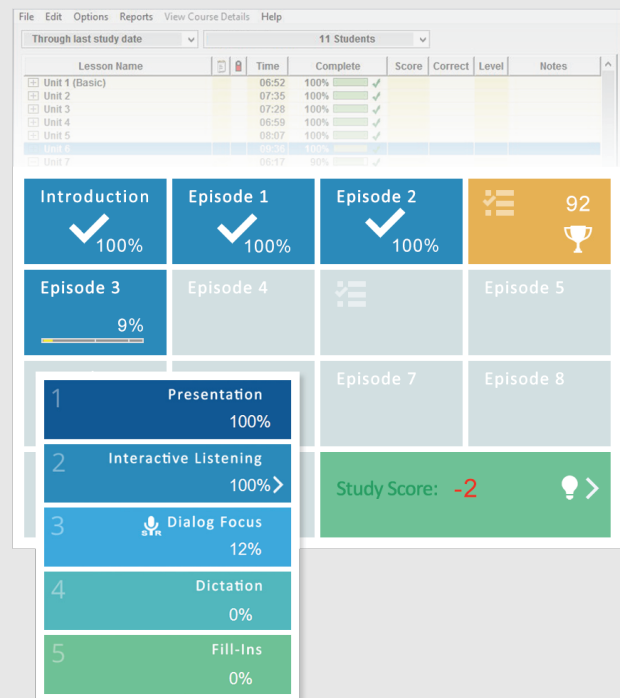 File Edit Options Reports View Course Details Help
Through last study date 11 Students
Lesson Name Time Complete Score Correct Level Notes
Unit 1 (Basic) 06:52 100%
Unit 2 07:35 100%
Unit 3 07:28 100%
Unit 4 06:59 100%
Unit 5 08:07 100%
Unit 6 09:36 100%
Unit 7 06:17 90%
Introduction Episode 1 Episode 2 92
100% 100% 100%
Episode 3 Episode 4 Episode 5
9%
Episode 7 Episode 8
1 Presentation
100%
2 Interactive Listening
100%
Study Score: -2
3 STR Dialog Focus
12%
4 Dictation
0%
5 Fill-Ins
0%